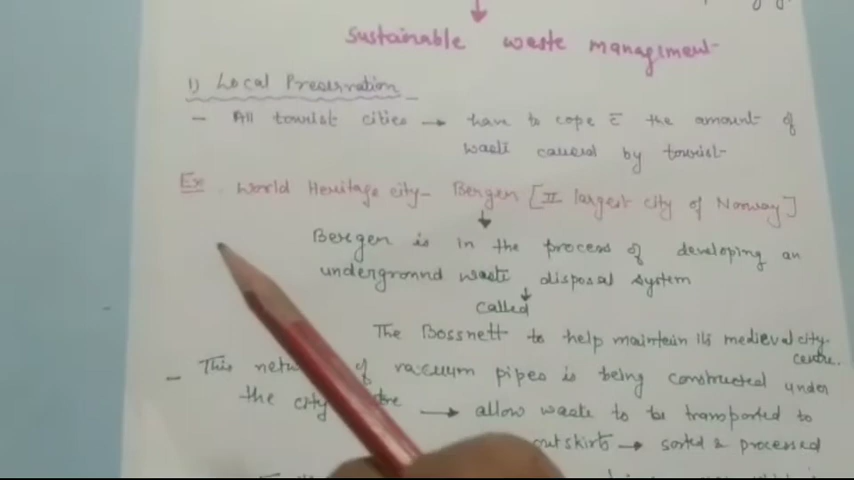 Sustainable waste management
1) Local Preservation
- All tourist cities → have to cope c̄ the amount of
waste caused by tourist
Ex. World Heritage city- Bergen [II largest city of Norway]
Bergen is in the process of developing an
underground waste disposal system
called
The Bossnett to help maintain its medieval city
centre.
- This of vacuum pipes is being constructed under
the city → allow waste to be transported to
outskirts → sorted & processed